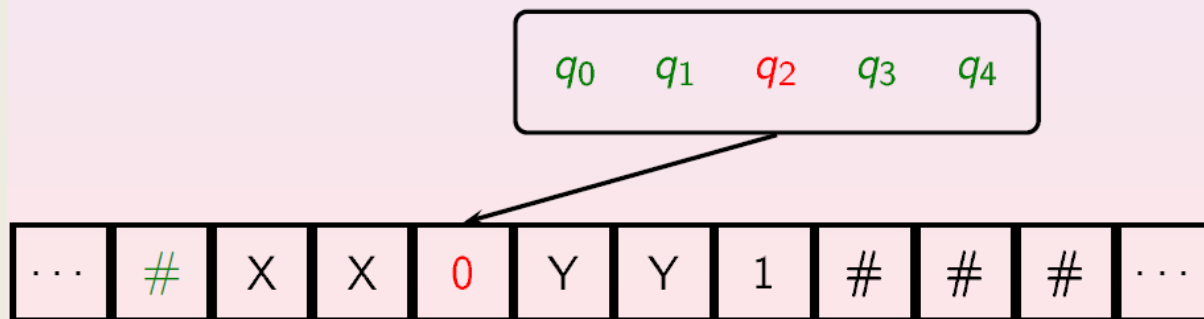 q₀ q₁ q₂ q₃ q₄
... # X X 0 Y Y 1 # # # ...